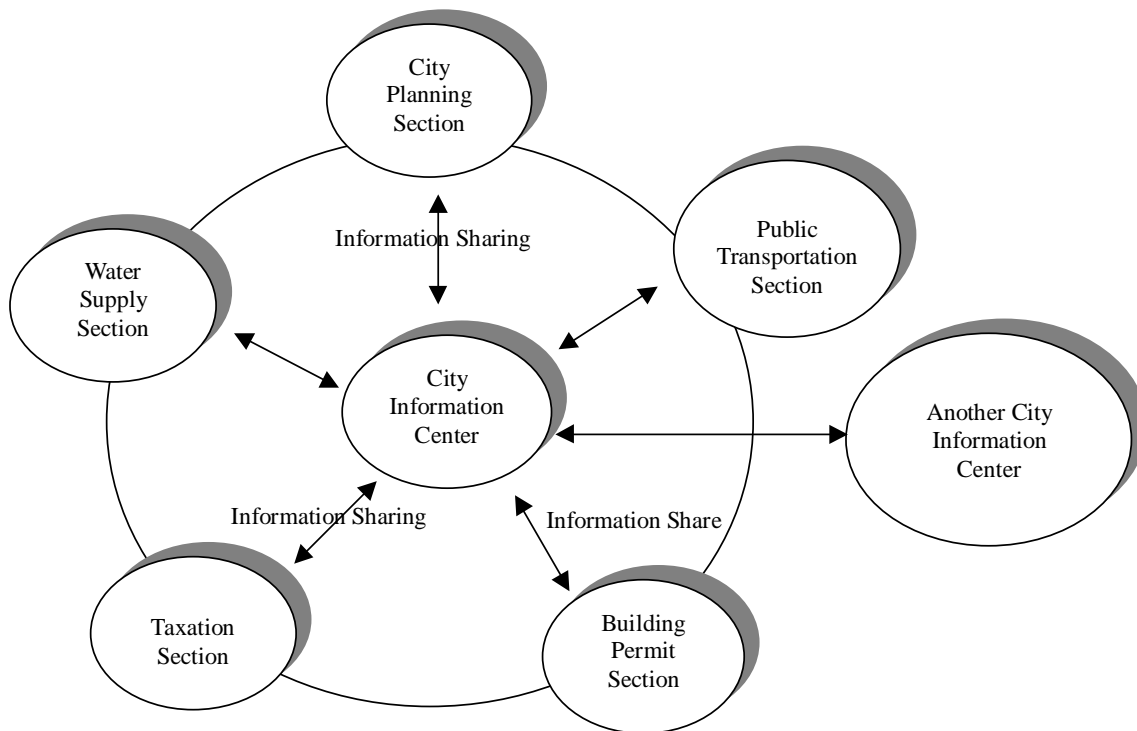 City
Planning
Section
Public
Transportation
Section
Information Sharing
Water
Supply
Section
City
Information
Center
Another City
Information
Center
Information Sharing
Information Share
Taxation
Section
Building
Permit
Section